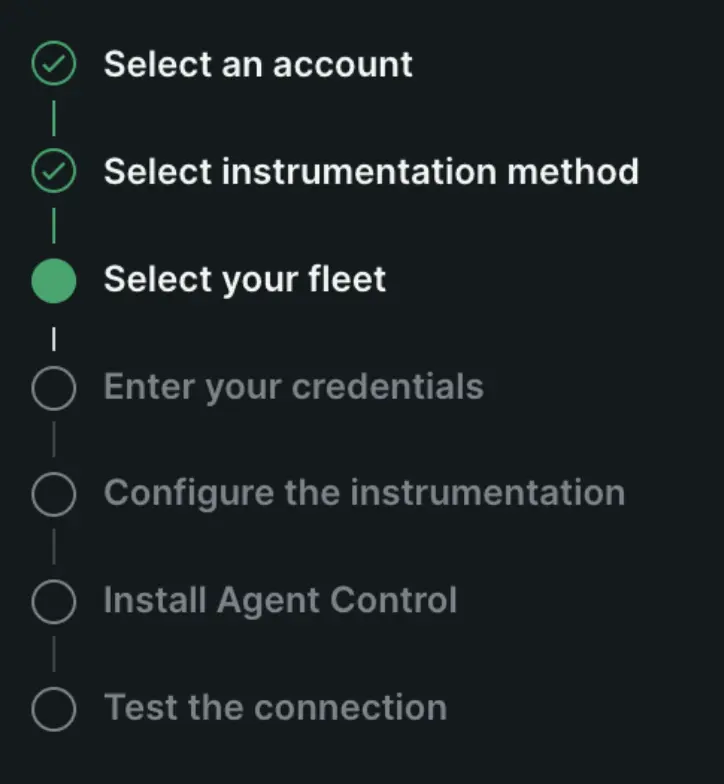 Select an account
Select instrumentation method
Select your fleet
Enter your credentials
Configure the instrumentation
Install Agent Control
Test the connection